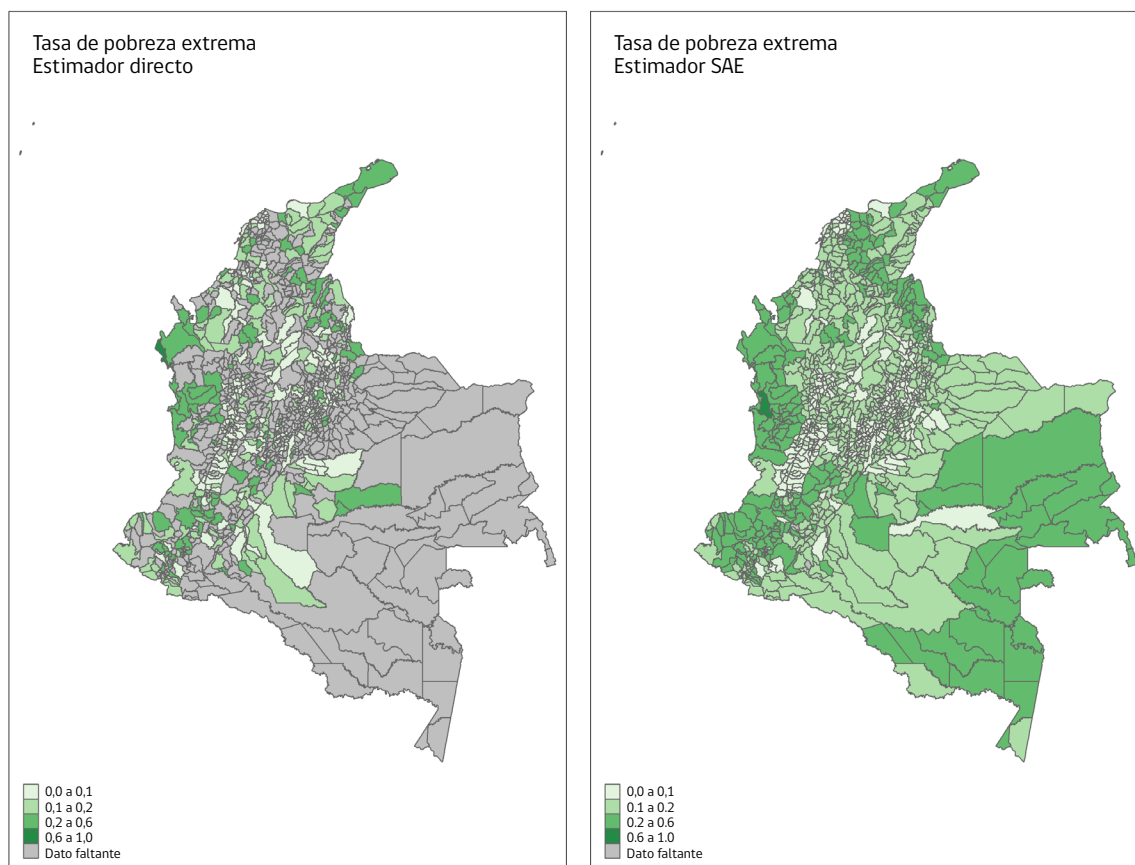 Tasa de pobreza extrema
Estimador directo
0,0 a 0,1
0,1 a 0,2
0,2 a 0,6
0,6 a 1,0
Dato faltante
Tasa de pobreza extrema
Estimador SAE
0,0 a 0,1
0.1 a 0.2
0.2 a 0.6
0.6 a 1.0
Dato faltante